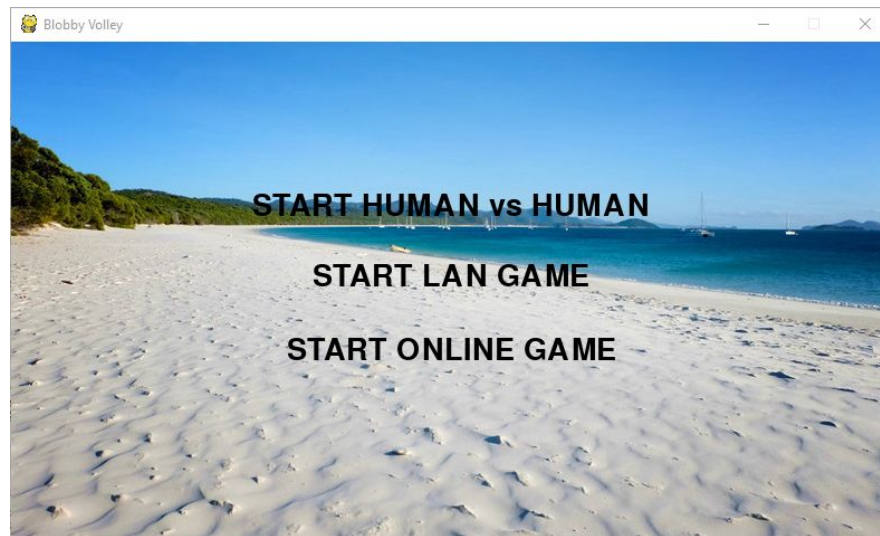 Blobby Volley
START HUMAN vs HUMAN
START LAN GAME
START ONLINE GAME